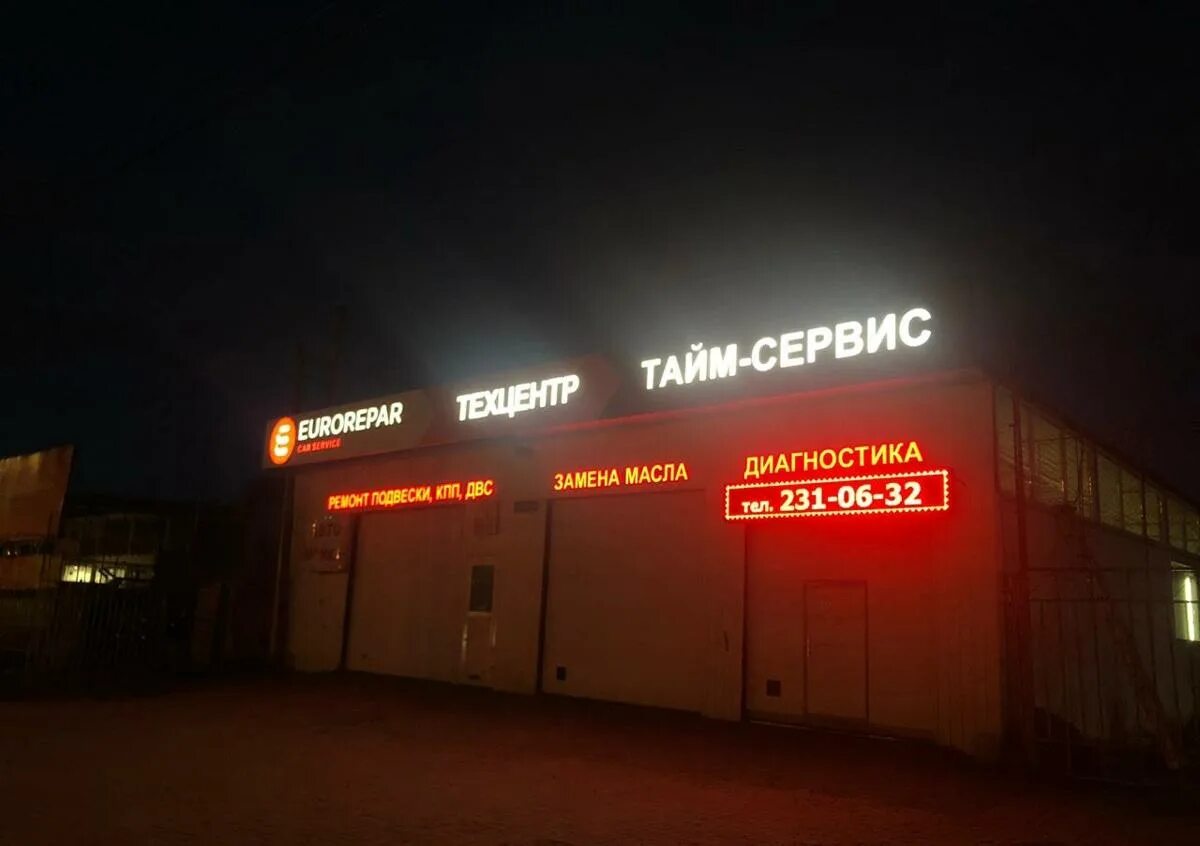 EUROREPAR
CAR SERVICE
ТЕХЦЕНТР
ТАЙМ-СЕРВИС
РЕМОНТ ПОДВЕСКИ, КПП, ДВС
ЗАМЕНА МАСЛА
ДИАГНОСТИКА
тел. 231-06-32